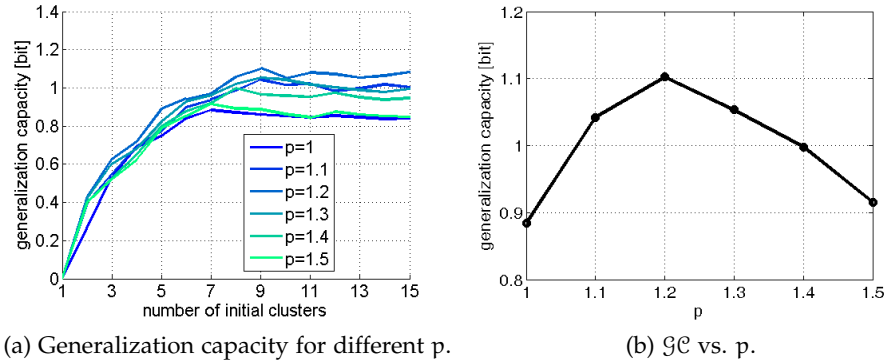 generalization capacity [bit]
1.4
1.2
1
0.8
0.6
0.4
0.2
0
1
3
5
7
9
11
13
15
number of initial clusters
p=1
p=1.1
p=1.2
p=1.3
p=1.4
p=1.5
(a) Generalization capacity for different p.
generalization capacity [bit]
1.2
1.1
1
0.9
0.8
1
1.1
1.2
1.3
1.4
1.5
p
(b) 𝒢𝒞 vs. p.